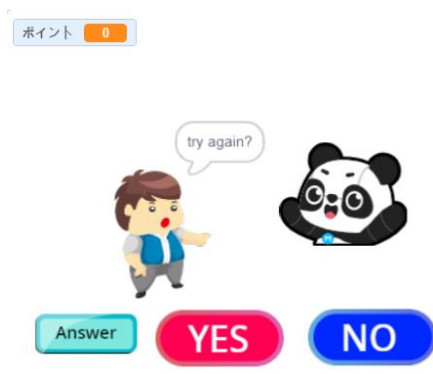 ポイント 0
try again?
Answer
YES
NO